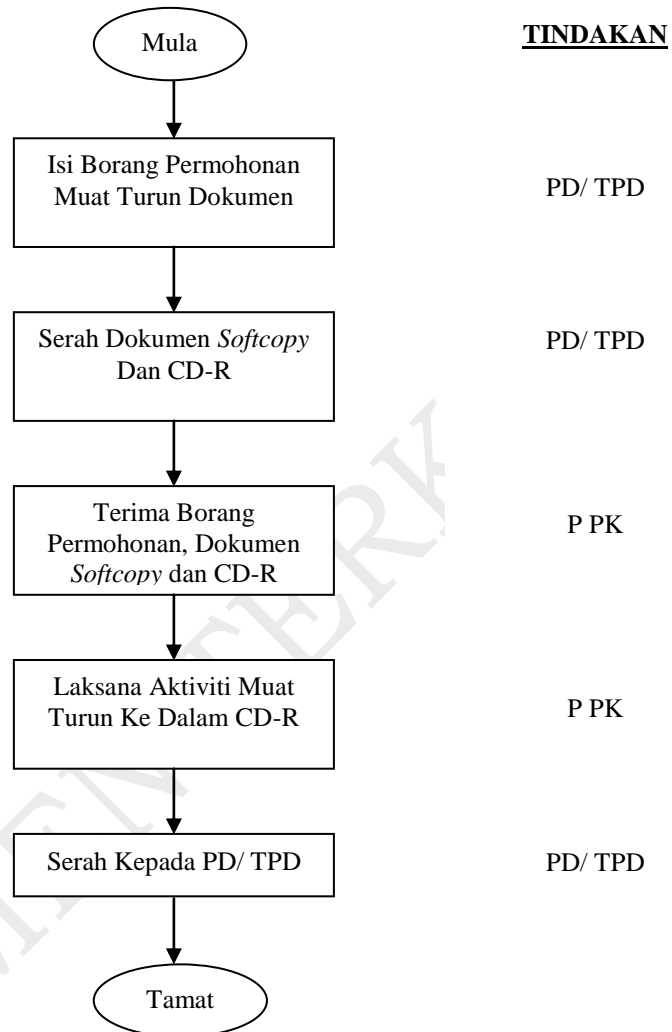 Mula
TINDAKAN
Isi Borang Permohonan
Muat Turun Dokumen
PD/ TPD
Serah Dokumen Softcopy
Dan CD-R
PD/ TPD
Terima Borang
Permohonan, Dokumen
Softcopy dan CD-R
P PK
Laksana Aktiviti Muat
Turun Ke Dalam CD-R
P PK
Serah Kepada PD/ TPD
PD/ TPD
Tamat